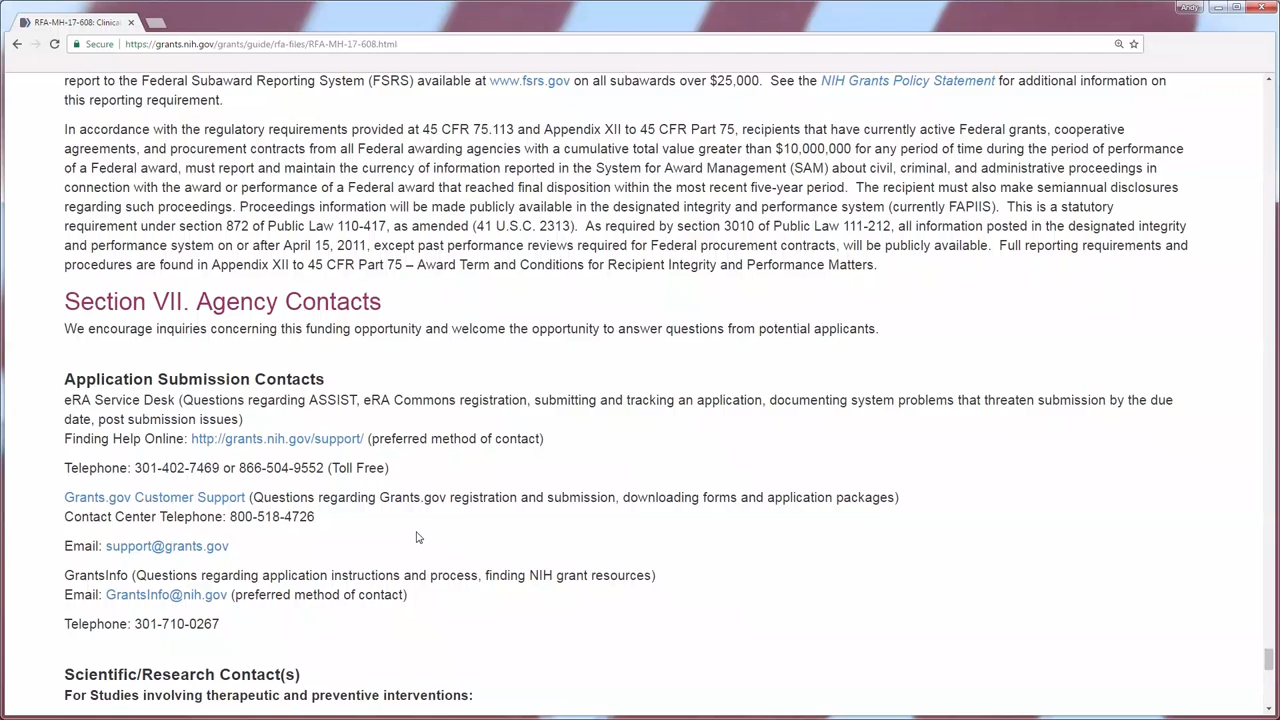 RFA-MH-17-608: Clinical
Andy
Secure https://grants.nih.gov/grants/guide/rfa-files/RFA-MH-17-608.html
report to the Federal Subaward Reporting System (FSRS) available at www.fsrs.gov on all subawards over $25,000. See the NIH Grants Policy Statement for additional information on
this reporting requirement.
In accordance with the regulatory requirements provided at 45 CFR 75.113 and Appendix XII to 45 CFR Part 75, recipients that have currently active Federal grants, cooperative
agreements, and procurement contracts from all Federal awarding agencies with a cumulative total value greater than $10,000,000 for any period of time during the period of performance
of a Federal award, must report and maintain the currency of information reported in the System for Award Management (SAM) about civil, criminal, and administrative proceedings in
connection with the award or performance of a Federal award that reached final disposition within the most recent five-year period. The recipient must also make semiannual disclosures
regarding such proceedings. Proceedings information will be made publicly available in the designated integrity and performance system (currently FAPIIS). This is a statutory
requirement under section 872 of Public Law 110-417, as amended (41 U.S.C. 2313). As required by section 3010 of Public Law 111-212, all information posted in the designated integrity
and performance system on or after April 15, 2011, except past performance reviews required for Federal procurement contracts, will be publicly available. Full reporting requirements and
procedures are found in Appendix XII to 45 CFR Part 75 – Award Term and Conditions for Recipient Integrity and Performance Matters.
Section VII. Agency Contacts
We encourage inquiries concerning this funding opportunity and welcome the opportunity to answer questions from potential applicants.
Application Submission Contacts
eRA Service Desk (Questions regarding ASSIST, eRA Commons registration, submitting and tracking an application, documenting system problems that threaten submission by the due
date, post submission issues)
Finding Help Online: http://grants.nih.gov/support/ (preferred method of contact)
Telephone: 301-402-7469 or 866-504-9552 (Toll Free)
Grants.gov Customer Support (Questions regarding Grants.gov registration and submission, downloading forms and application packages)
Contact Center Telephone: 800-518-4726
Email: support@grants.gov
GrantsInfo (Questions regarding application instructions and process, finding NIH grant resources)
Email: GrantsInfo@nih.gov (preferred method of contact)
Telephone: 301-710-0267
Scientific/Research Contact(s)
For Studies involving therapeutic and preventive interventions: